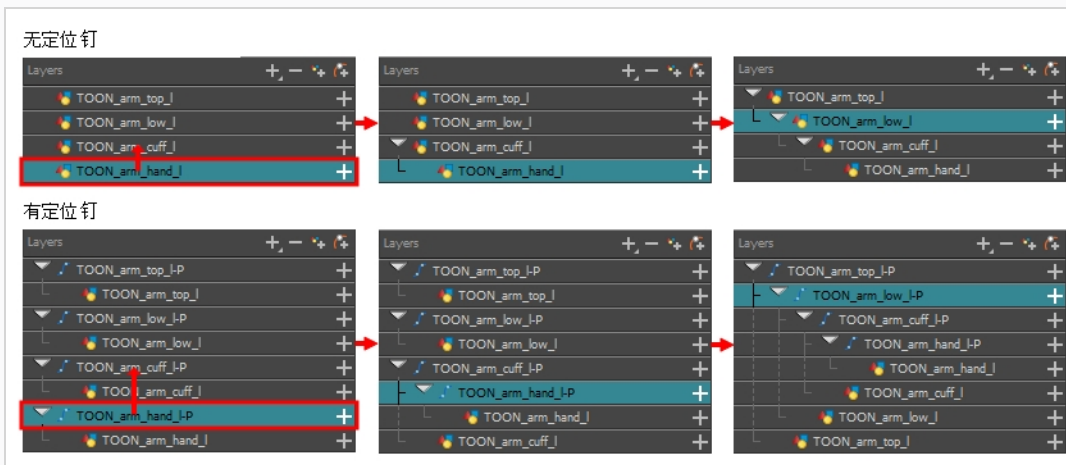 无定位钉
Layers
TOON_arm_top_l
TOON_arm_low_l
TOON_arm_cuff_l
TOON_arm_hand_l
Layers
TOON_arm_top_l
TOON_arm_low_l
TOON_arm_cuff_l
TOON_arm_hand_l
Layers
TOON_arm_top_l
TOON_arm_low_l
TOON_arm_cuff_l
TOON_arm_hand_l
有定位钉
Layers
TOON_arm_top_l-P
TOON_arm_top_l
TOON_arm_low_l-P
TOON_arm_low_l
TOON_arm_cuff_l-P
TOON_arm_cuff_l
TOON_arm_hand_l-P
TOON_arm_hand_l
Layers
TOON_arm_top_l-P
TOON_arm_top_l
TOON_arm_low_l-P
TOON_arm_low_l
TOON_arm_cuff_l-P
TOON_arm_hand_l-P
TOON_arm_hand_l
TOON_arm_cuff_l
Layers
TOON_arm_top_l-P
TOON_arm_low_l-P
TOON_arm_cuff_l-P
TOON_arm_hand_l-P
TOON_arm_hand_l
TOON_arm_cuff_l
TOON_arm_low_l
TOON_arm_top_l